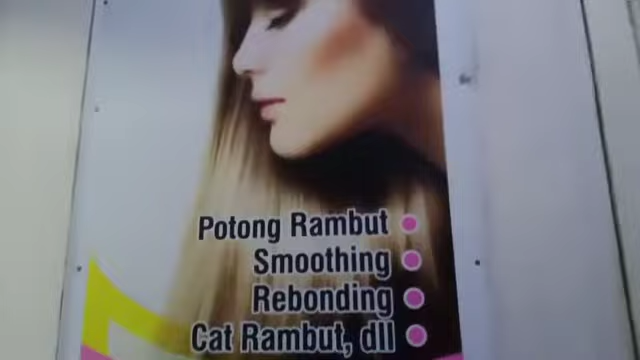 Potong Rambut
Smoothing
Rebonding
Cat Rambut, dll